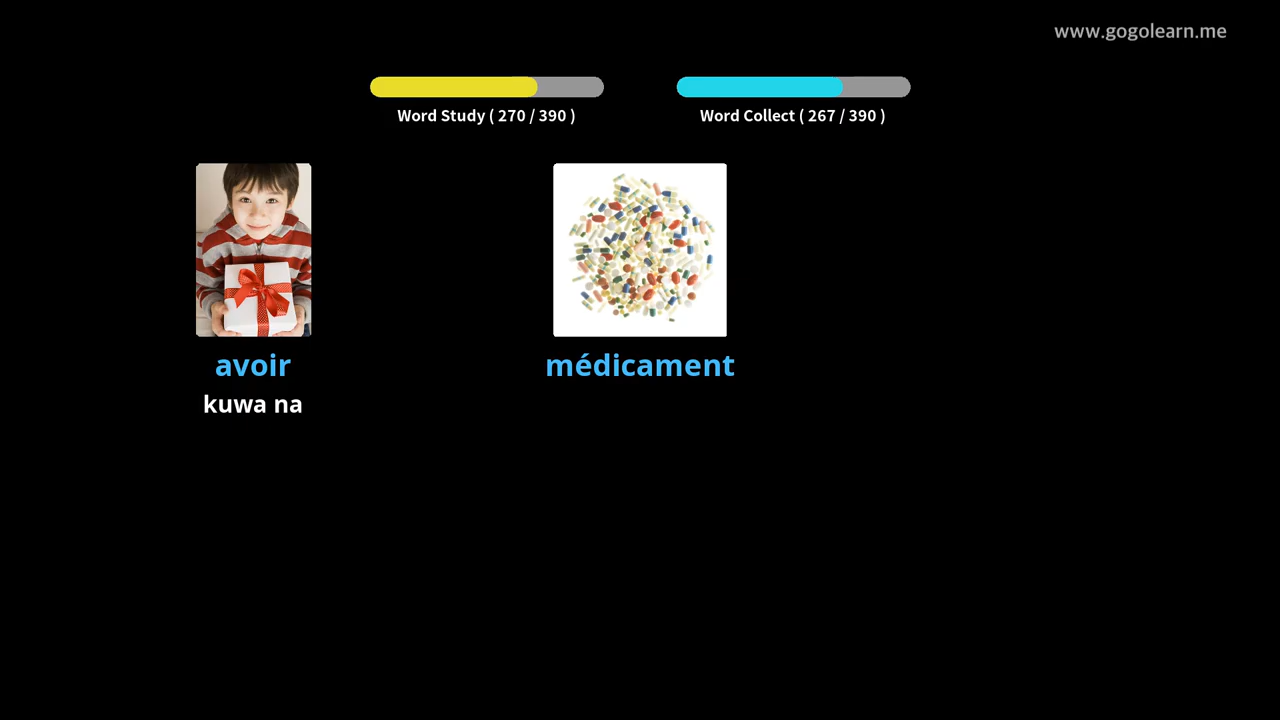 www.gogolearn.me
Word Study ( 270 / 390 )
Word Collect ( 267 / 390 )
avoir
kuwa na
médicament